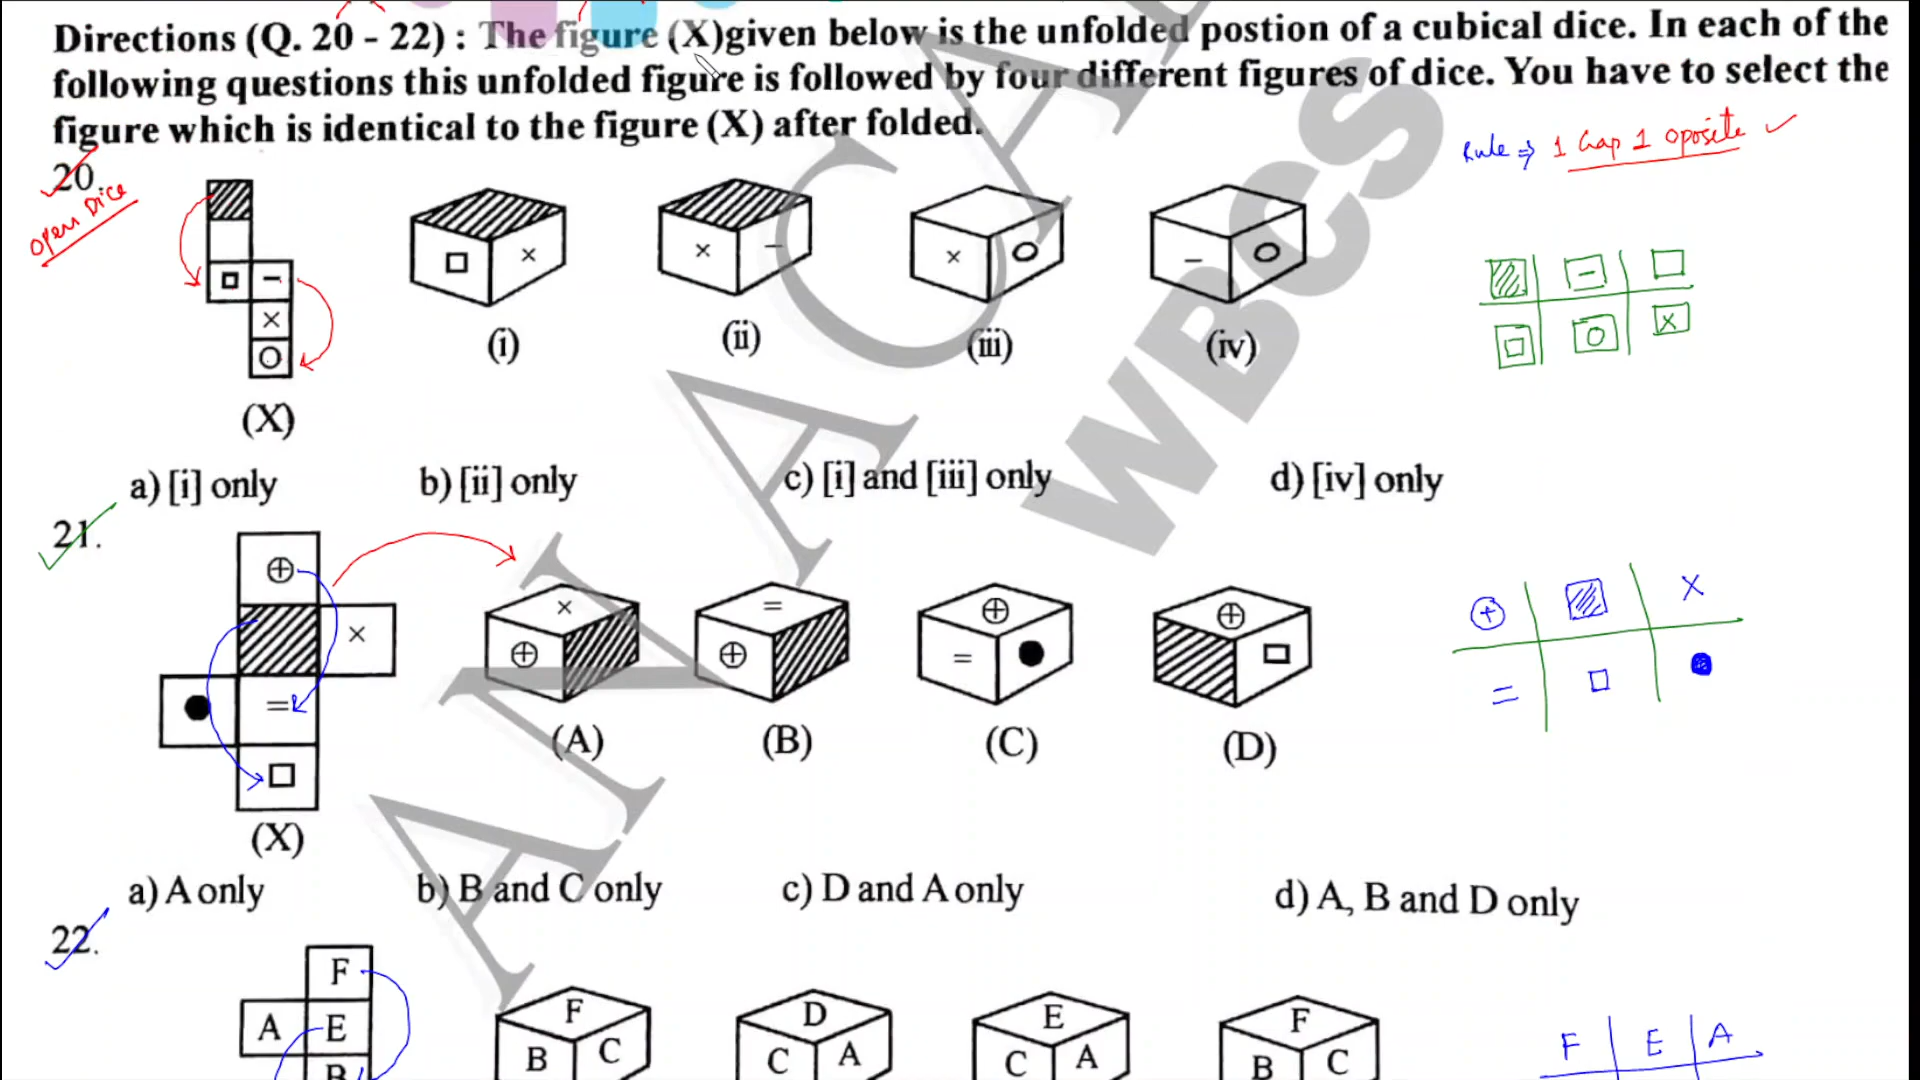 Directions (Q. 20 - 22) : The figure (X)given below is the unfolded postion of a cubical dice. In each of the
following questions this unfolded figure is followed by four different figures of dice. You have to select the
figure which is identical to the figure (X) after folded.
Rule ⇒ 1 Gap 1 oposite ✓
20.
Open Dice
(i) (ii) (iii) (iv)
(X)
a) [i] only b) [ii] only c) [i] and [iii] only d) [iv] only
21.
(A) (B) (C) (D)
(X)
a) A only b) B and C only c) D and A only d) A, B and D only
22.
F
A E
B
F B C
D C A
E C A
F B C
F E A
AN ACA
WBCS